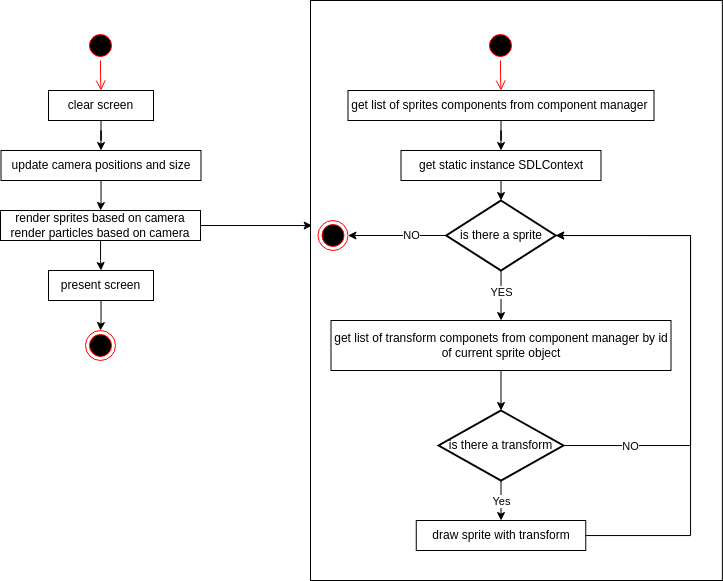 clear screen
update camera positions and size
render sprites based on camera
render particles based on camera
present screen
get list of sprites components from component manager
get static instance SDLContext
is there a sprite
NO
YES
get list of transform componets from component manager by id
of current sprite object
is there a transform
NO
Yes
draw sprite with transform